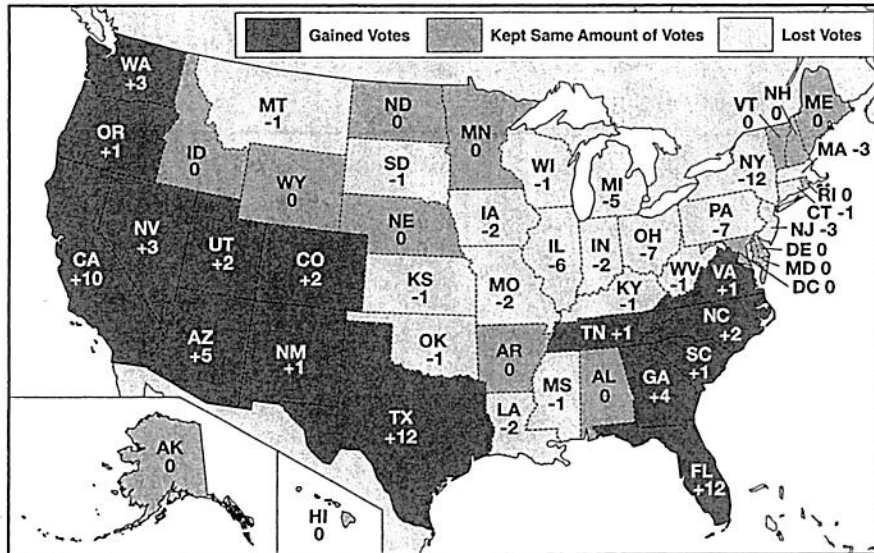 Gained Votes
Kept Same Amount of Votes
Lost Votes
WA
+3
OR
+1
CA
+10
NV
+3
ID
0
MT
-1
WY
0
UT
+2
CO
+2
AZ
+5
NM
+1
ND
0
SD
-1
NE
0
KS
-1
OK
-1
TX
+12
MN
0
IA
-2
MO
-2
AR
0
LA
-2
WI
-1
IL
-6
MI
-5
IN
-2
OH
-7
KY
-1
TN +1
MS
-1
AL
0
GA
+4
FL
+12
SC
+1
NC
+2
VA
+1
WV
-1
PA
-7
NY
-12
VT
0
NH
0
ME
0
MA -3
RI 0
CT -1
NJ -3
DE 0
MD 0
DC 0
AK
0
HI
0